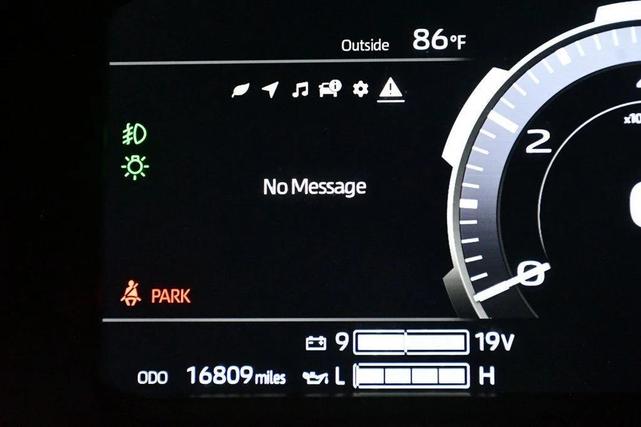 Outside 86°F
2
No Message
0
PARK
9 19V
ODO 16809 miles L H